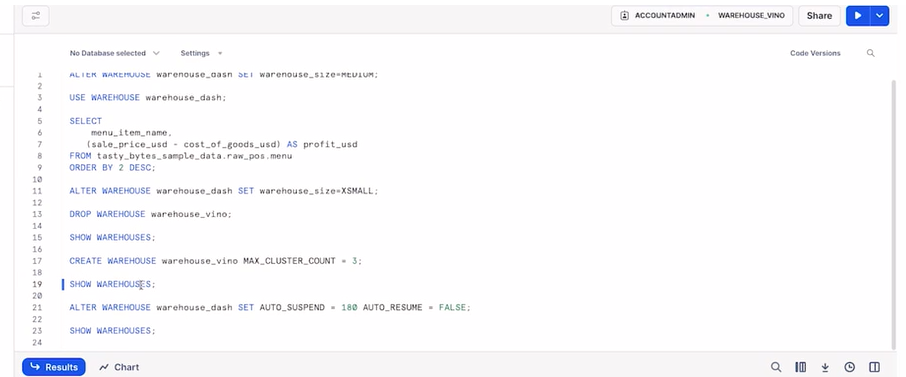 ACCOUNTADMIN • WAREHOUSE_VINO Share
No Database selected Settings Code Versions
1 ALTER WAREHOUSE warehouse_dash SET warehouse_size=MEDIUM;
2
3 USE WAREHOUSE warehouse_dash;
4
5 SELECT
6 menu_item_name,
7 (sale_price_usd - cost_of_goods_usd) AS profit_usd
8 FROM tasty_bytes_sample_data.raw_pos.menu
9 ORDER BY 2 DESC;
10
11 ALTER WAREHOUSE warehouse_dash SET warehouse_size=XSMALL;
12
13 DROP WAREHOUSE warehouse_vino;
14
15 SHOW WAREHOUSES;
16
17 CREATE WAREHOUSE warehouse_vino MAX_CLUSTER_COUNT = 3;
18
19 SHOW WAREHOUSES;
20
21 ALTER WAREHOUSE warehouse_dash SET AUTO_SUSPEND = 180 AUTO_RESUME = FALSE;
22
23 SHOW WAREHOUSES;
24
Results Chart